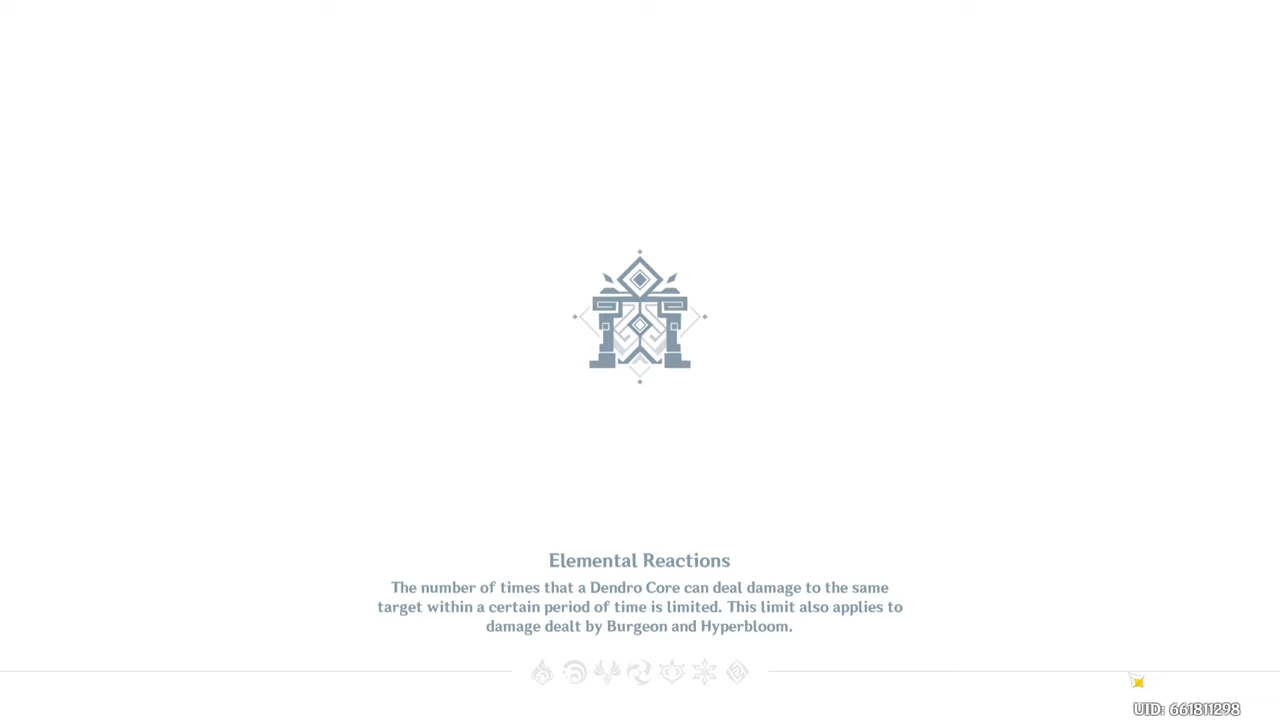 Elemental Reactions
The number of times that a Dendro Core can deal damage to the same
target within a certain period of time is limited. This limit also applies to
damage dealt by Burgeon and Hyperbloom.
UID: 661811298